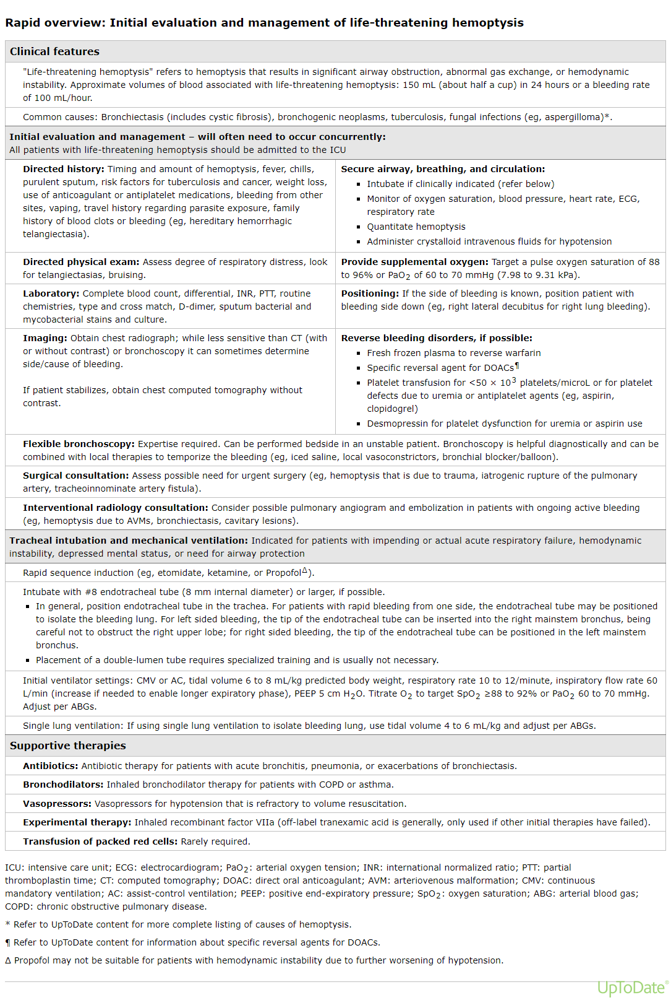 Rapid overview: Initial evaluation and management of life-threatening hemoptysis
Clinical features
"Life-threatening hemoptysis" refers to hemoptysis that results in significant airway obstruction, abnormal gas exchange, or hemodynamic
instability. Approximate volumes of blood associated with life-threatening hemoptysis: 150 mL (about half a cup) in 24 hours or a bleeding rate
of 100 mL/hour.
Common causes: Bronchiectasis (includes cystic fibrosis), bronchogenic neoplasms, tuberculosis, fungal infections (eg, aspergilloma)*.
Initial evaluation and management – will often need to occur concurrently:
All patients with life-threatening hemoptysis should be admitted to the ICU
Directed history: Timing and amount of hemoptysis, fever, chills,
purulent sputum, risk factors for tuberculosis and cancer, weight loss,
use of anticoagulant or antiplatelet medications, bleeding from other
sites, vaping, travel history regarding parasite exposure, family
history of blood clots or bleeding (eg, hereditary hemorrhagic
telangiectasia).
Secure airway, breathing, and circulation:
▪ Intubate if clinically indicated (refer below)
▪ Monitor of oxygen saturation, blood pressure, heart rate, ECG,
respiratory rate
▪ Quantitate hemoptysis
▪ Administer crystalloid intravenous fluids for hypotension
Directed physical exam: Assess degree of respiratory distress, look
for telangiectasias, bruising.
Provide supplemental oxygen: Target a pulse oxygen saturation of 88
to 96% or PaO2 of 60 to 70 mmHg (7.98 to 9.31 kPa).
Laboratory: Complete blood count, differential, INR, PTT, routine
chemistries, type and cross match, D-dimer, sputum bacterial and
mycobacterial stains and culture.
Positioning: If the side of bleeding is known, position patient with
bleeding side down (eg, right lateral decubitus for right lung bleeding).
Imaging: Obtain chest radiograph; while less sensitive than CT (with
or without contrast) or bronchoscopy it can sometimes determine
side/cause of bleeding.
If patient stabilizes, obtain chest computed tomography without
contrast.
Reverse bleeding disorders, if possible:
▪ Fresh frozen plasma to reverse warfarin
▪ Specific reversal agent for DOACs¶
▪ Platelet transfusion for <50 × 10³ platelets/microL or for platelet
defects due to uremia or antiplatelet agents (eg, aspirin,
clopidogrel)
▪ Desmopressin for platelet dysfunction for uremia or aspirin use
Flexible bronchoscopy: Expertise required. Can be performed bedside in an unstable patient. Bronchoscopy is helpful diagnostically and can be
combined with local therapies to temporize the bleeding (eg, iced saline, local vasoconstrictors, bronchial blocker/balloon).
Surgical consultation: Assess possible need for urgent surgery (eg, hemoptysis that is due to trauma, iatrogenic rupture of the pulmonary
artery, tracheoinnominate artery fistula).
Interventional radiology consultation: Consider possible pulmonary angiogram and embolization in patients with ongoing active bleeding
(eg, hemoptysis due to AVMs, bronchiectasis, cavitary lesions).
Tracheal intubation and mechanical ventilation: Indicated for patients with impending or actual acute respiratory failure, hemodynamic
instability, depressed mental status, or need for airway protection
Rapid sequence induction (eg, etomidate, ketamine, or PropofolΔ).
Intubate with #8 endotracheal tube (8 mm internal diameter) or larger, if possible.
▪ In general, position endotracheal tube in the trachea. For patients with rapid bleeding from one side, the endotracheal tube may be positioned
to isolate the bleeding lung. For left sided bleeding, the tip of the endotracheal tube can be inserted into the right mainstem bronchus, being
careful not to obstruct the right upper lobe; for right sided bleeding, the tip of the endotracheal tube can be positioned in the left mainstem
bronchus.
▪ Placement of a double-lumen tube requires specialized training and is usually not necessary.
Initial ventilator settings: CMV or AC, tidal volume 6 to 8 mL/kg predicted body weight, respiratory rate 10 to 12/minute, inspiratory flow rate 60
L/min (increase if needed to enable longer expiratory phase), PEEP 5 cm H2O. Titrate O2 to target SpO2 ≥88 to 92% or PaO2 60 to 70 mmHg.
Adjust per ABGs.
Single lung ventilation: If using single lung ventilation to isolate bleeding lung, use tidal volume 4 to 6 mL/kg and adjust per ABGs.
Supportive therapies
Antibiotics: Antibiotic therapy for patients with acute bronchitis, pneumonia, or exacerbations of bronchiectasis.
Bronchodilators: Inhaled bronchodilator therapy for patients with COPD or asthma.
Vasopressors: Vasopressors for hypotension that is refractory to volume resuscitation.
Experimental therapy: Inhaled recombinant factor VIIa (off-label tranexamic acid is generally, only used if other initial therapies have failed).
Transfusion of packed red cells: Rarely required.
ICU: intensive care unit; ECG: electrocardiogram; PaO2: arterial oxygen tension; INR: international normalized ratio; PTT: partial
thromboplastin time; CT: computed tomography; DOAC: direct oral anticoagulant; AVM: arteriovenous malformation; CMV: continuous
mandatory ventilation; AC: assist-control ventilation; PEEP: positive end-expiratory pressure; SpO2: oxygen saturation; ABG: arterial blood gas;
COPD: chronic obstructive pulmonary disease.
* Refer to UpToDate content for more complete listing of causes of hemoptysis.
¶ Refer to UpToDate content for information about specific reversal agents for DOACs.
Δ Propofol may not be suitable for patients with hemodynamic instability due to further worsening of hypotension.
UpToDate®